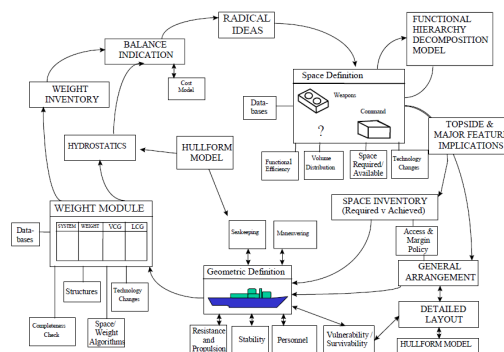 RADICAL
IDEAS
FUNCTIONAL
HIERARCHY
DECOMPOSITION
MODEL
BALANCE
INDICATION
Cost
Model
WEIGHT
INVENTORY
Space Definition
Weapons
Command
?
Data-
bases
TOPSIDE &
MAJOR FEATURE
IMPLICATIONS
HYDROSTATICS
HULLFORM
MODEL
Functional
Efficiency
Volume
Distribution
Space
Required/
Available
Technology
Changes
SPACE INVENTORY
(Required v Achieved)
WEIGHT MODULE
SYSTEM WEIGHT VCG LCG
Data-
bases
Seakeeping
Maneuvering
Access &
Margin
Policy
Geometric Definition
GENERAL
ARRANGEMENT
Structures
Technology
Changes
Completeness
Check
Space/
Weight
Algorithms
DETAILED
LAYOUT
Resistance
and
Propulsion
Stability
Personnel
Vulnerability /
Survivability
HULLFORM MODEL